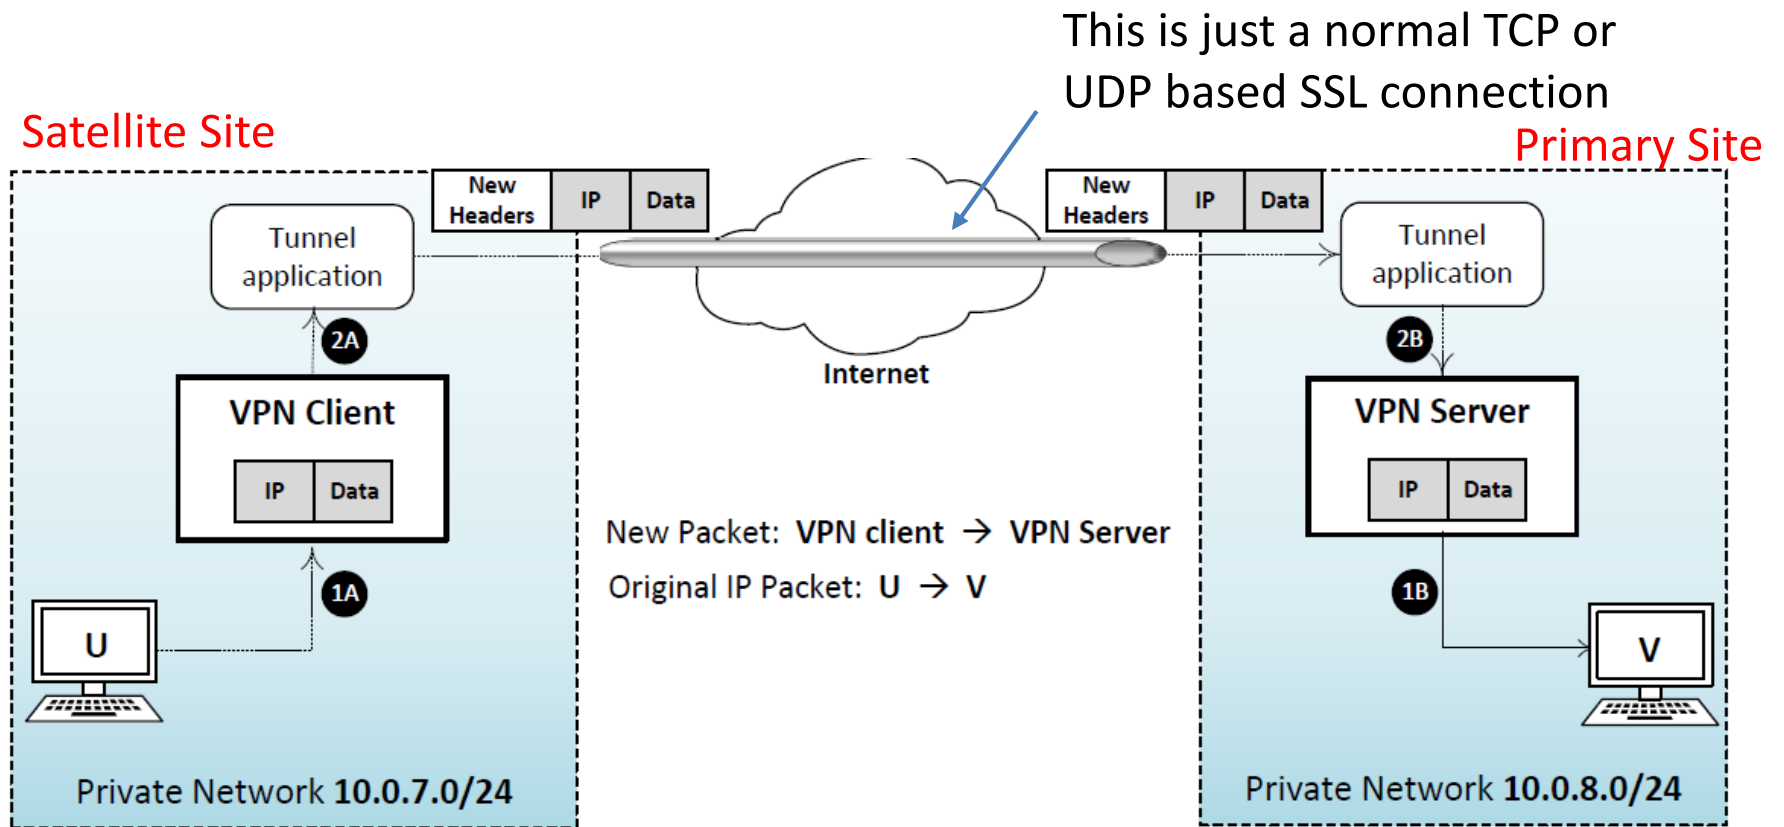 This is just a normal TCP or
UDP based SSL connection
Satellite Site
Primary Site
New
Headers
IP
Data
New
Headers
IP
Data
Tunnel
application
Tunnel
application
2A
2B
Internet
VPN Client
IP
Data
VPN Server
IP
Data
New Packet: VPN client → VPN Server
Original IP Packet: U → V
1A
1B
U
V
Private Network 10.0.7.0/24
Private Network 10.0.8.0/24